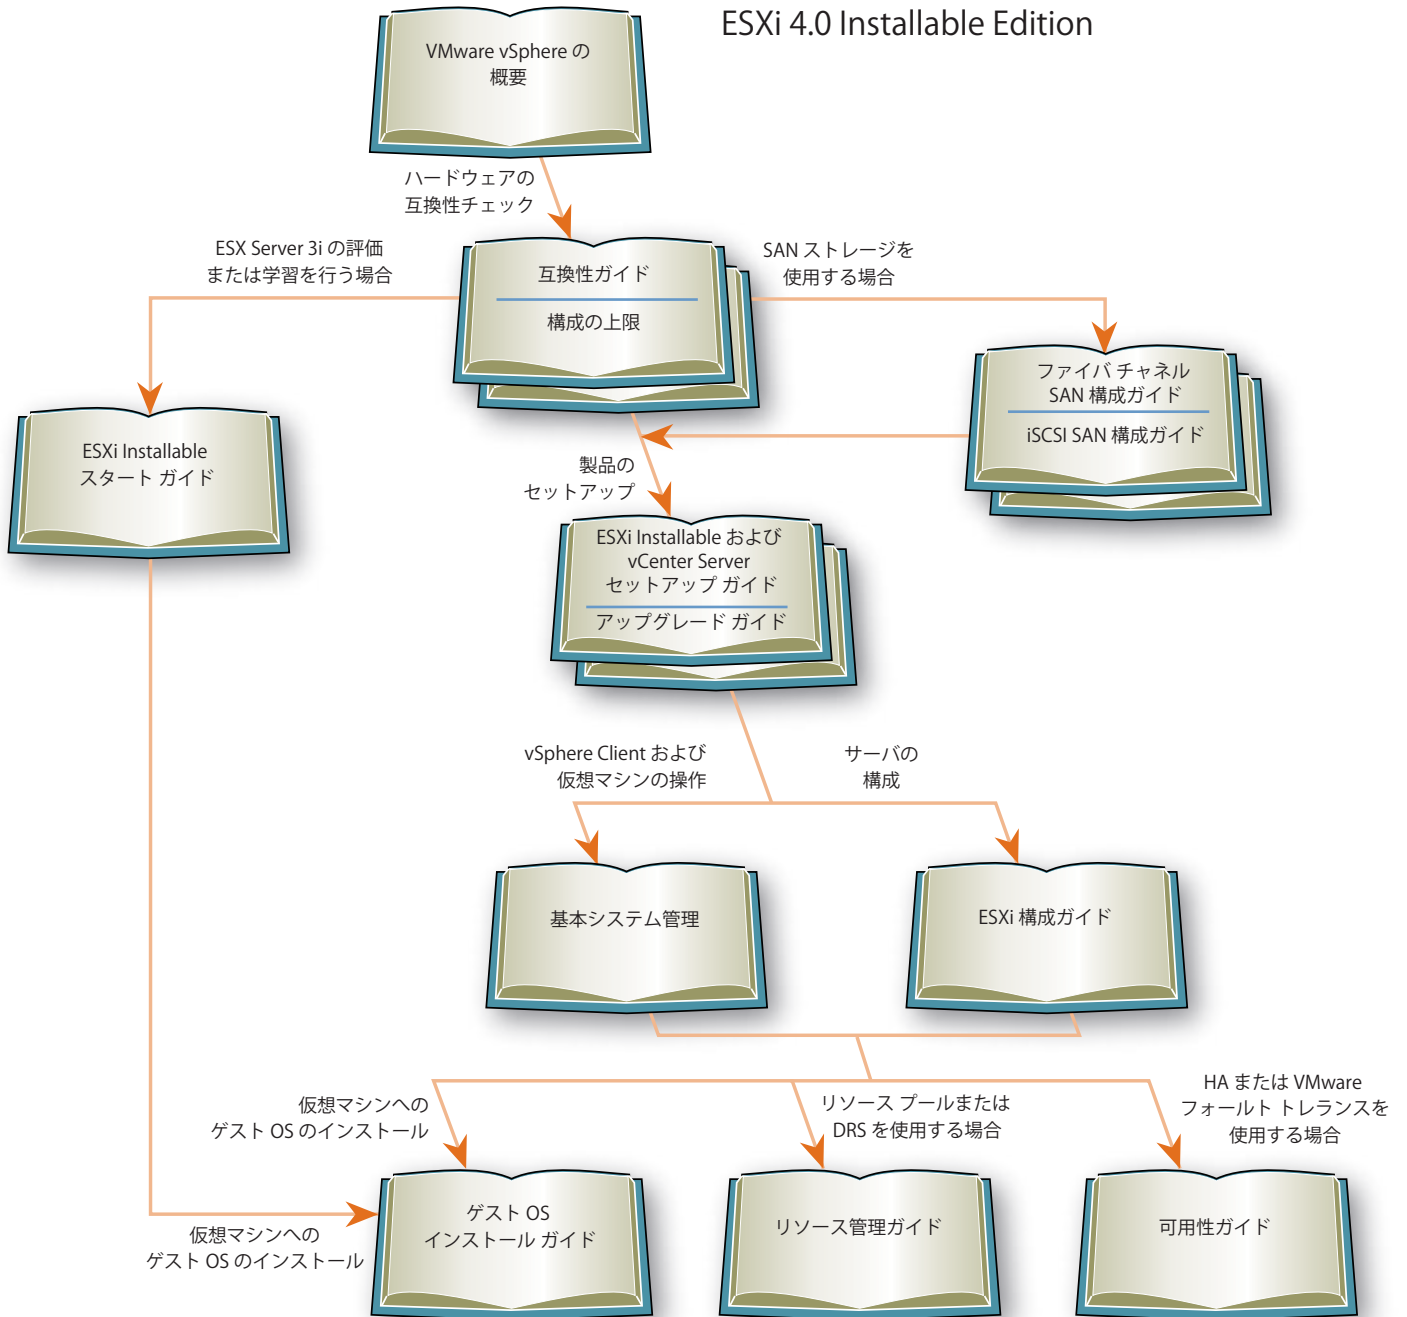 ESXi 4.0 Installable Edition
VMware vSphere の
概要
ハードウェアの
互換性チェック
ESX Server 3i の評価
または学習を行う場合
SAN ストレージを
使用する場合
互換性ガイド
構成の上限
ファイバ チャネル
SAN 構成ガイド
iSCSI SAN 構成ガイド
ESXi Installable
スタート ガイド
製品の
セットアップ
ESXi Installable および
vCenter Server
セットアップ ガイド
アップグレード ガイド
vSphere Client および
仮想マシンの操作
サーバの
構成
基本システム管理
ESXi 構成ガイド
仮想マシンへの
ゲスト OS のインストール
リソース プールまたは
DRS を使用する場合
HA または VMware
フォールト トレランスを
使用する場合
仮想マシンへの
ゲスト OS のインストール
ゲスト OS
インストール ガイド
リソース管理ガイド
可用性ガイド